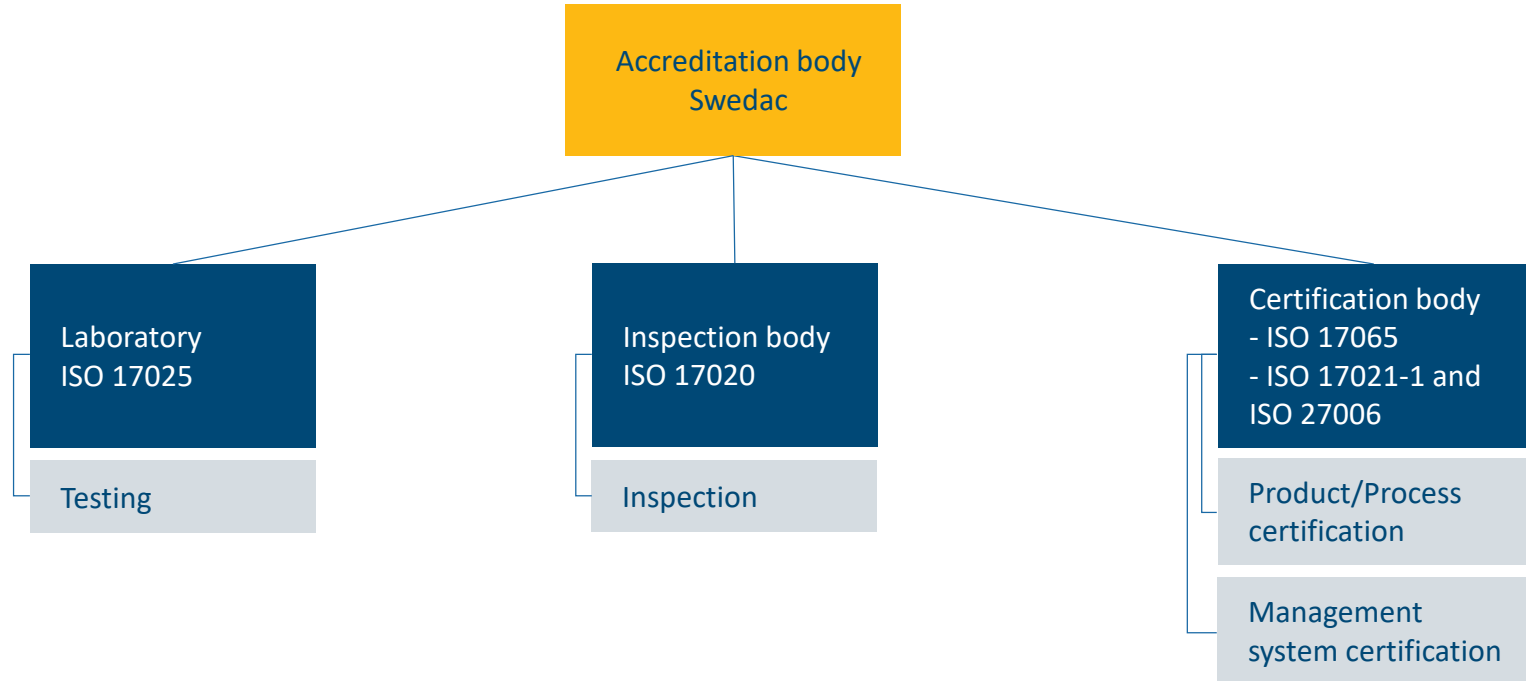 Accreditation body
Swedac
Laboratory
ISO 17025
Testing
Inspection body
ISO 17020
Inspection
Certification body
- ISO 17065
- ISO 17021-1 and
ISO 27006
Product/Process
certification
Management
system certification